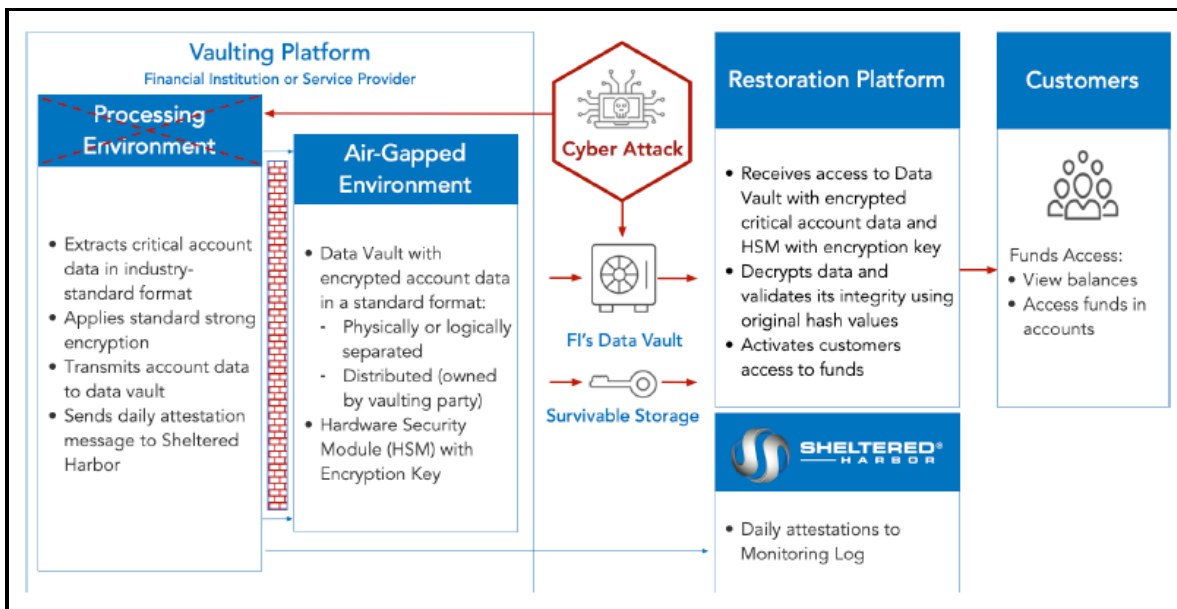 Vaulting Platform
Financial Institution or Service Provider
Processing
Environment
• Extracts critical account
data in industry-
standard format
• Applies standard strong
encryption
• Transmits account data
to data vault
• Sends daily attestation
message to Sheltered
Harbor
Air-Gapped
Environment
• Data Vault with
encrypted account data
in a standard format:
- Physically or logically
separated
- Distributed (owned
by vaulting party)
• Hardware Security
Module (HSM) with
Encryption Key
Cyber Attack
FI's Data Vault
Survivable Storage
Restoration Platform
• Receives access to Data
Vault with encrypted
critical account data and
HSM with encryption key
• Decrypts data and
validates its integrity using
original hash values
• Activates customers
access to funds
SHELTERED®
HARBOR
• Daily attestations to
Monitoring Log
Customers
Funds Access:
• View balances
• Access funds in
accounts